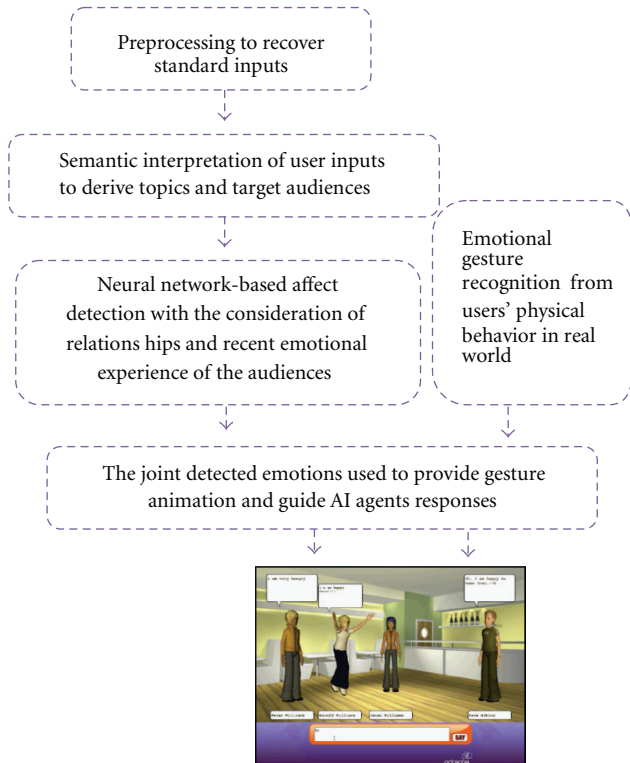 Preprocessing to recover
standard inputs
Semantic interpretation of user inputs
to derive topics and target audiences
Neural network-based affect
detection with the consideration of
relations hips and recent emotional
experience of the audiences
Emotional
gesture
recognition from
users' physical
behavior in real
world
The joint detected emotions used to provide gesture
animation and guide AI agents responses
I am very hungry
SAY